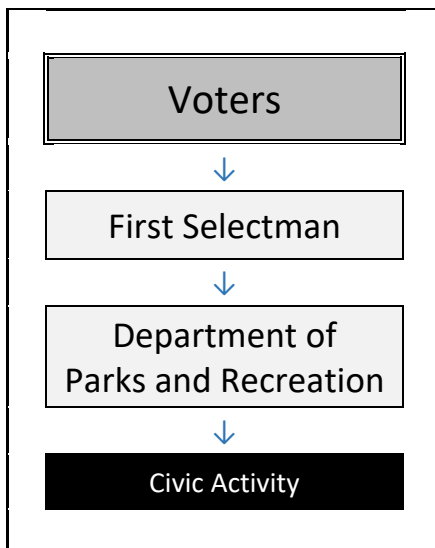 Voters
↓
First Selectman
↓
Department of
Parks and Recreation
↓
Civic Activity